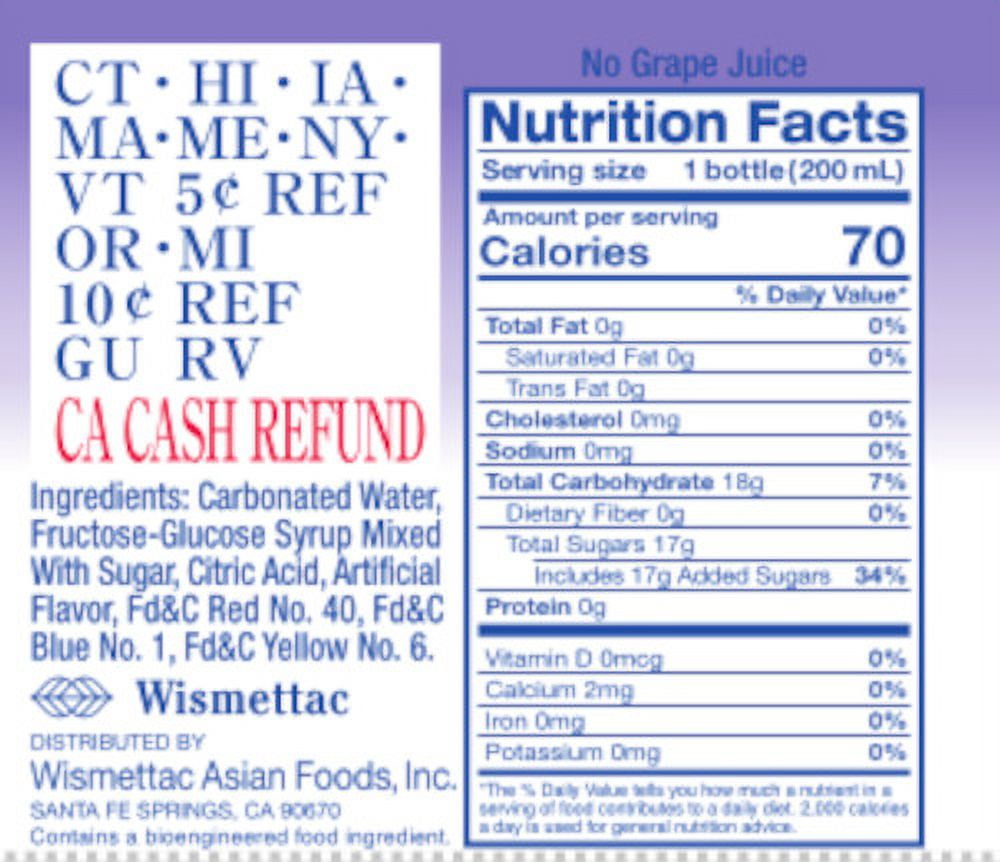 CT · HI · IA ·
MA · ME · NY ·
VT 5¢ REF
OR · MI
10¢ REF
GU RV
CA CASH REFUND
Ingredients: Carbonated Water,
Fructose-Glucose Syrup Mixed
With Sugar, Citric Acid, Artificial
Flavor, Fd&C Red No. 40, Fd&C
Blue No. 1, Fd&C Yellow No. 6.
Wismettac
DISTRIBUTED BY
Wismettac Asian Foods, Inc.
SANTA FE SPRINGS, CA 90670
Contains a bioengineered food ingredient.
No Grape Juice
Nutrition Facts
Serving size 1 bottle (200 mL)
Amount per serving
Calories 70
% Daily Value*
Total Fat 0g 0%
Saturated Fat 0g 0%
Trans Fat 0g
Cholesterol 0mg 0%
Sodium 0mg 0%
Total Carbohydrate 18g 7%
Dietary Fiber 0g 0%
Total Sugars 17g
Includes 17g Added Sugars 34%
Protein 0g
Vitamin D 0mcg 0%
Calcium 2mg 0%
Iron 0mg 0%
Potassium 0mg 0%
*The % Daily Value tells you how much a nutrient in a
serving of food contributes to a daily diet. 2,000 calories
a day is used for general nutrition advice.